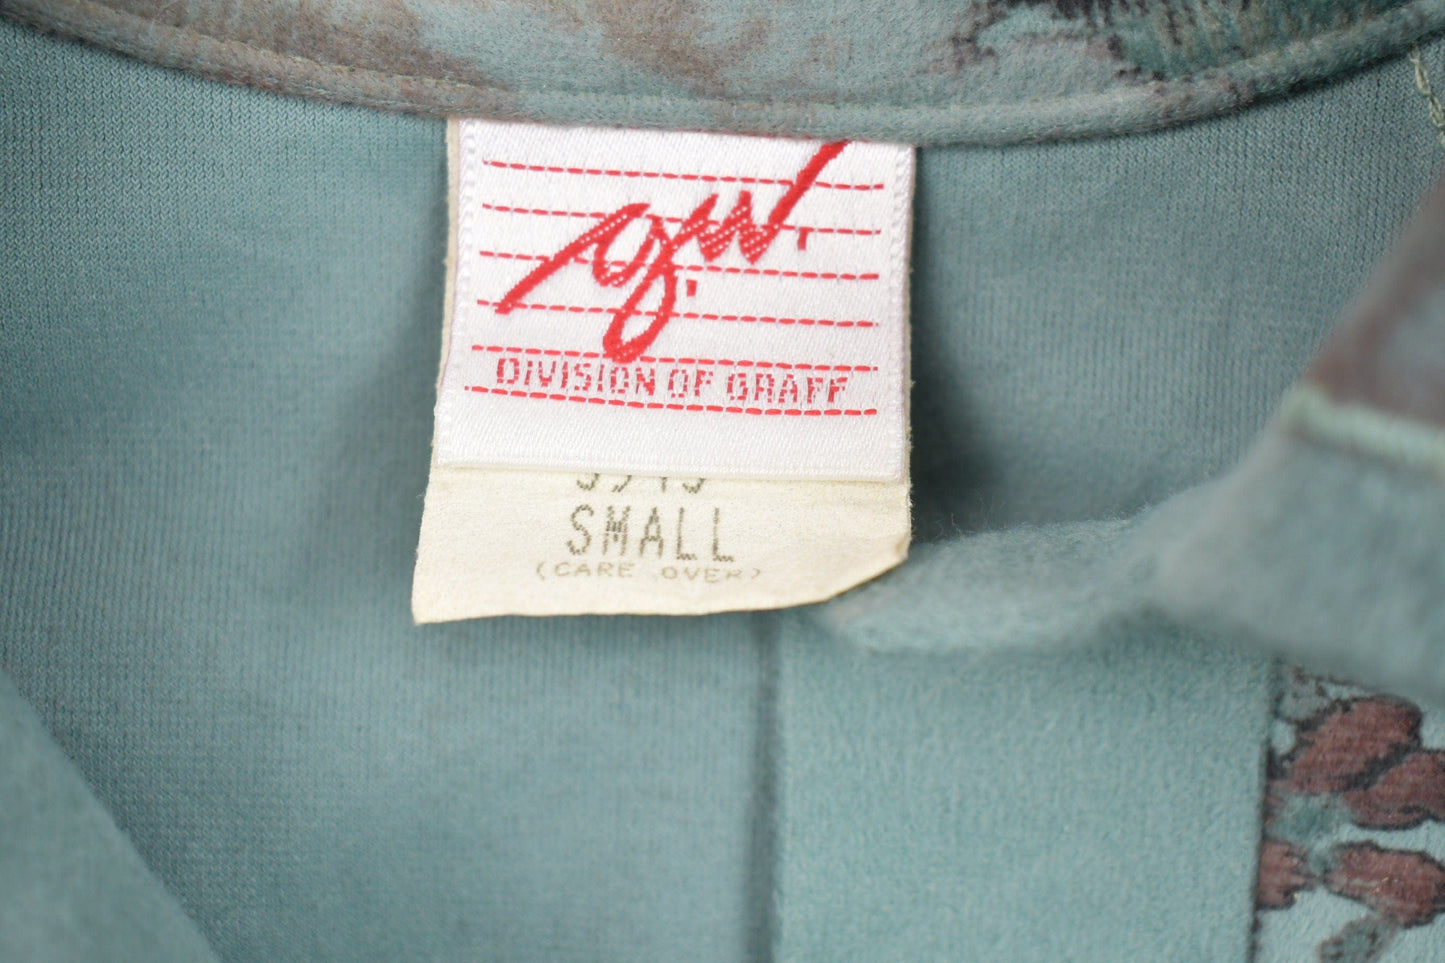 g.w.
DIVISION OF GRAFF
SMALL
(CARE OVER)